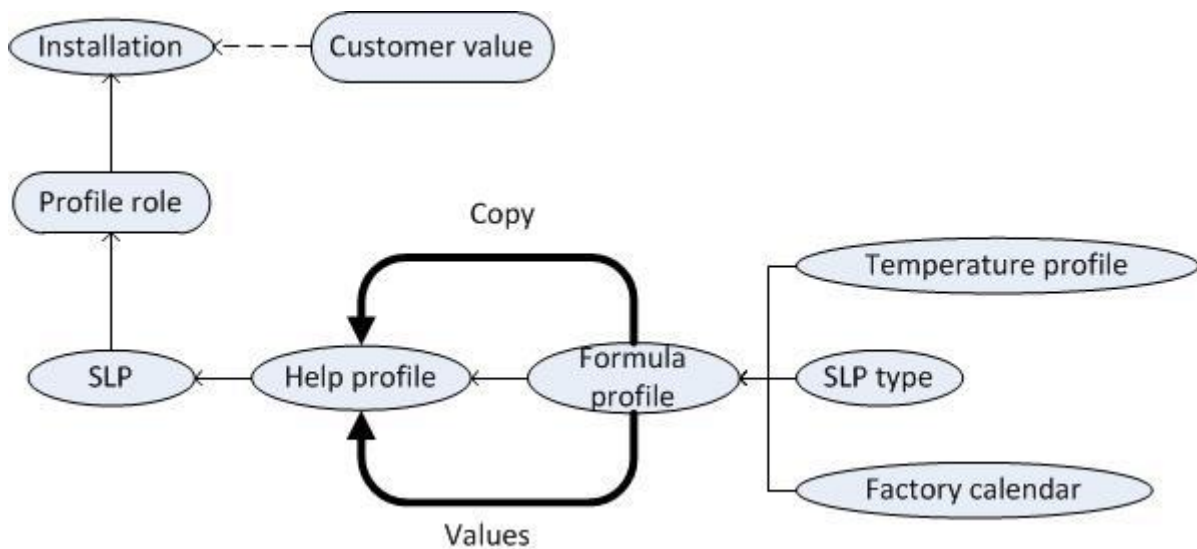 Installation
Customer value
Profile role
Copy
Temperature profile
SLP
Help profile
Formula
profile
SLP type
Factory calendar
Values